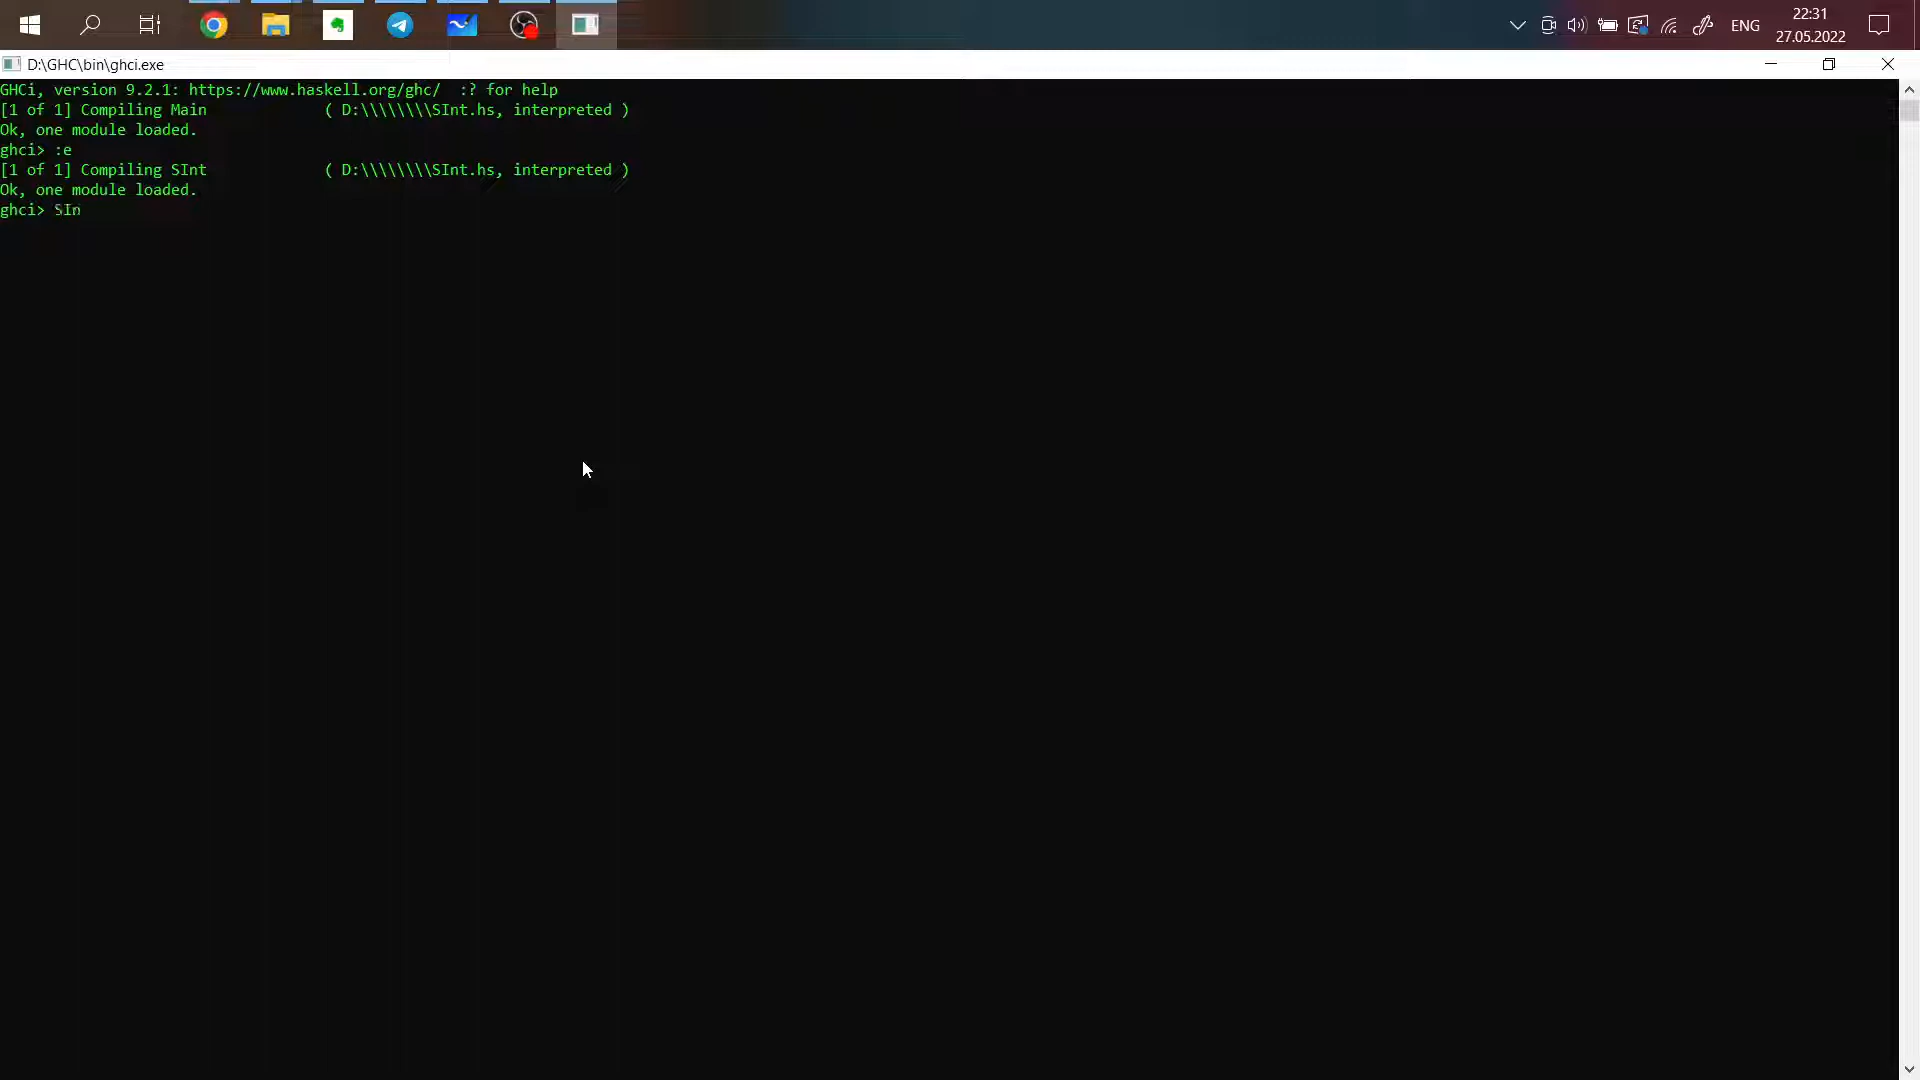 ENG
22:31
27.05.2022
D:\GHC\bin\ghci.exe
GHCi, version 9.2.1: https://www.haskell.org/ghc/  :? for help
[1 of 1] Compiling Main             ( D:\\\\\\\\SInt.hs, interpreted )
Ok, one module loaded.
ghci> :e
[1 of 1] Compiling SInt             ( D:\\\\\\\\SInt.hs, interpreted )
Ok, one module loaded.
ghci> SIn